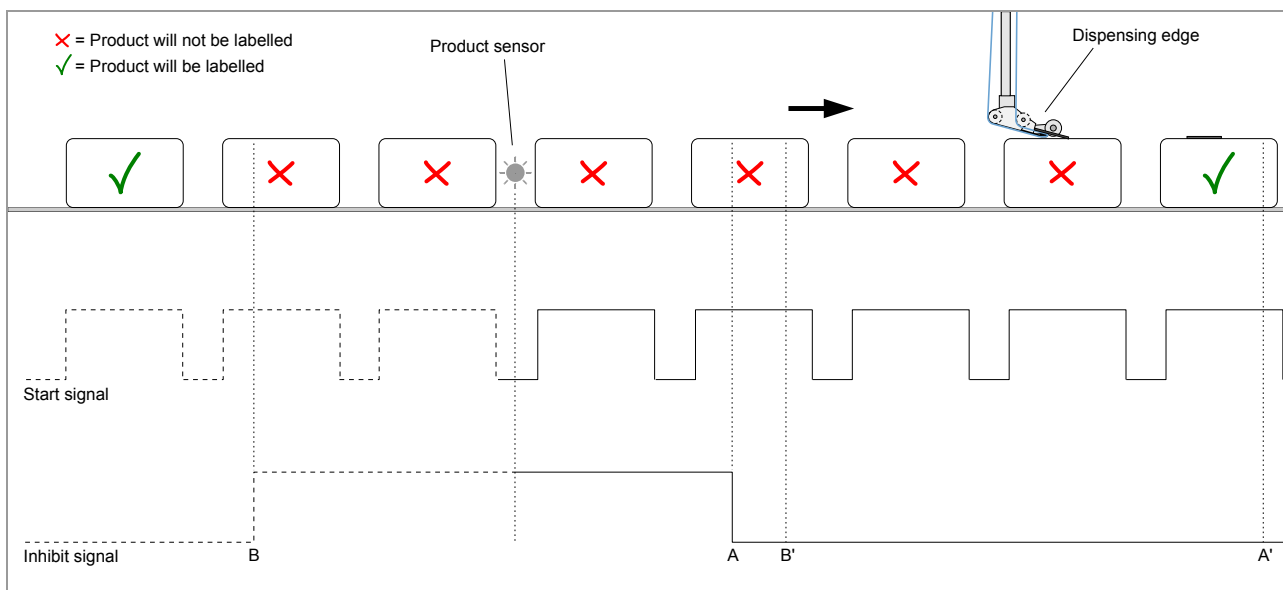 = Product will not be labelled
= Product will be labelled
Product sensor
Dispensing edge
Start signal
Inhibit signal
B
A
B'
A'